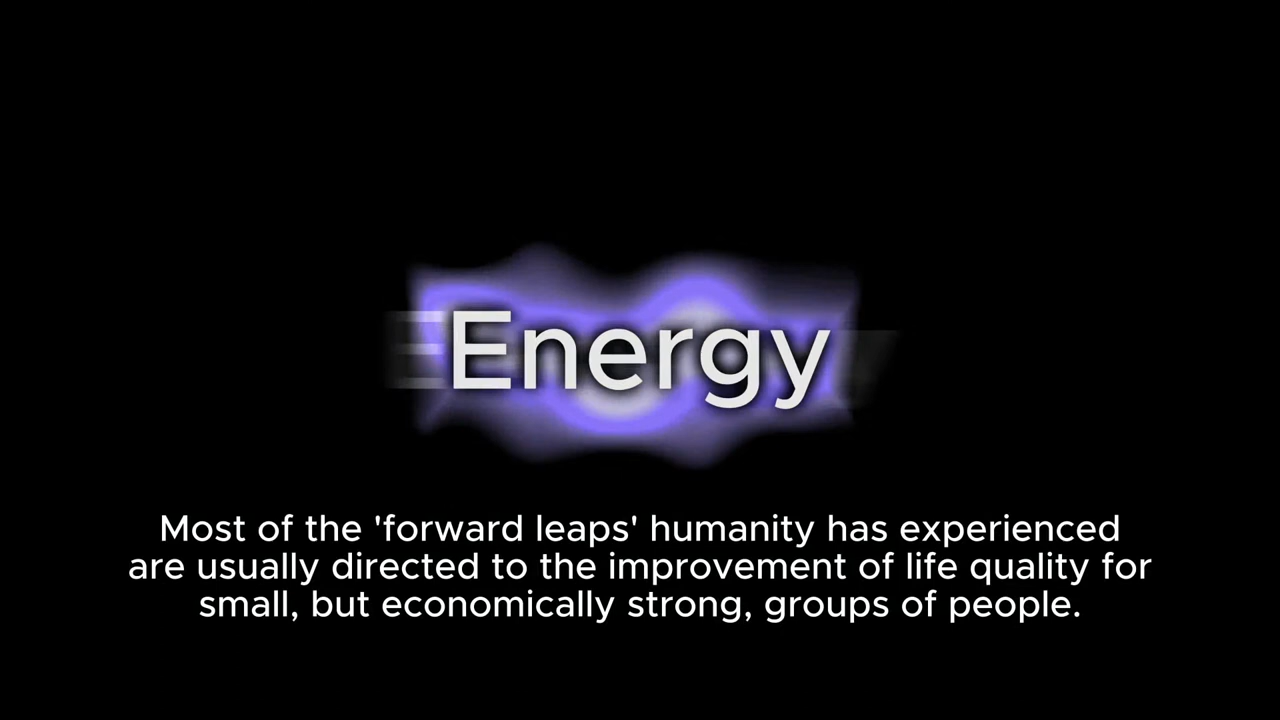 Energy
Most of the 'forward leaps' humanity has experienced
are usually directed to the improvement of life quality for
small, but economically strong, groups of people.